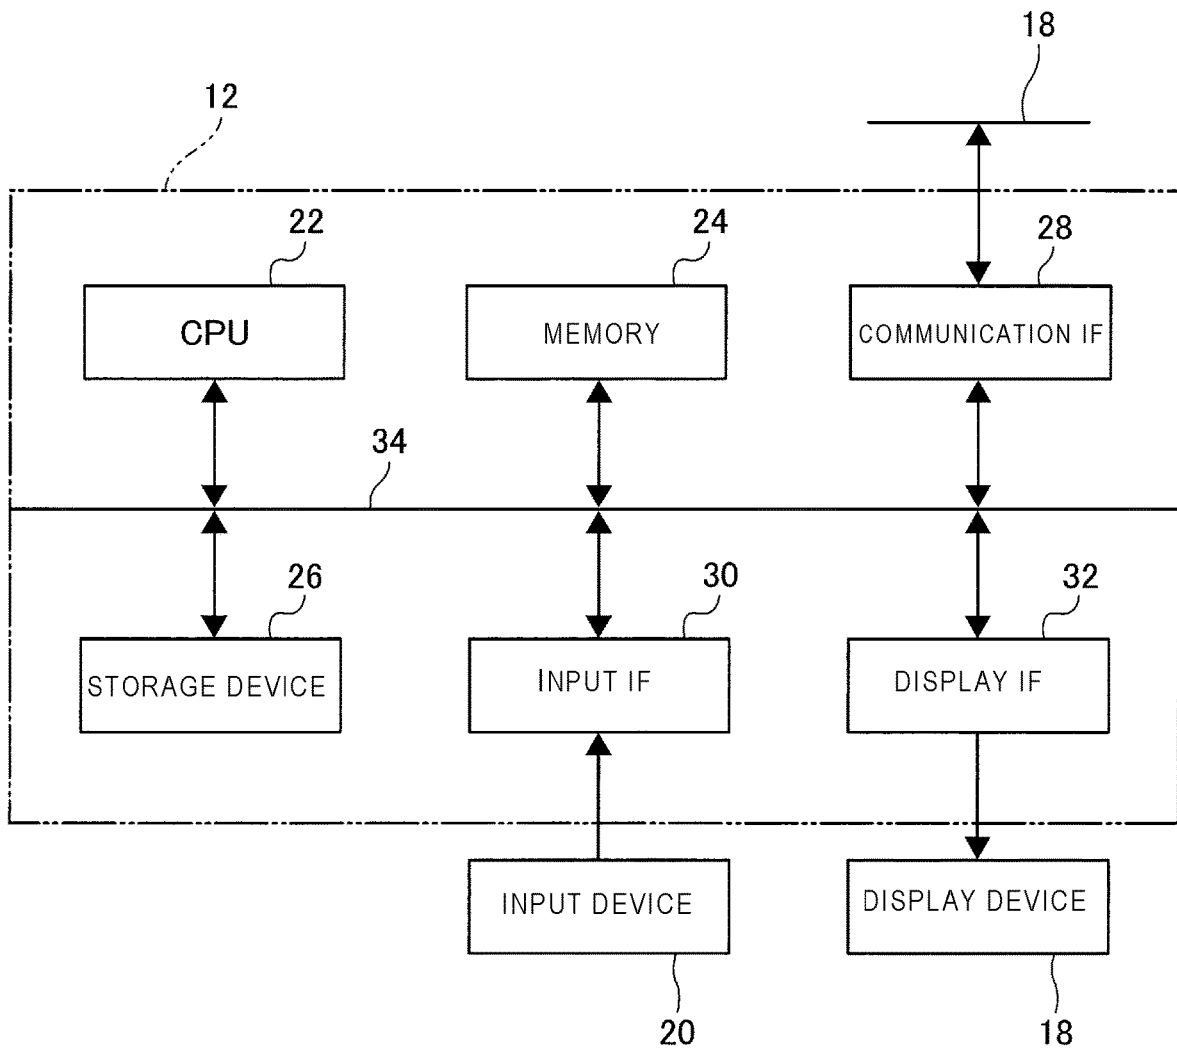 18
12
22
24
28
CPU
MEMORY
COMMUNICATION IF
34
26
30
32
STORAGE DEVICE
INPUT IF
DISPLAY IF
INPUT DEVICE
DISPLAY DEVICE
20
18